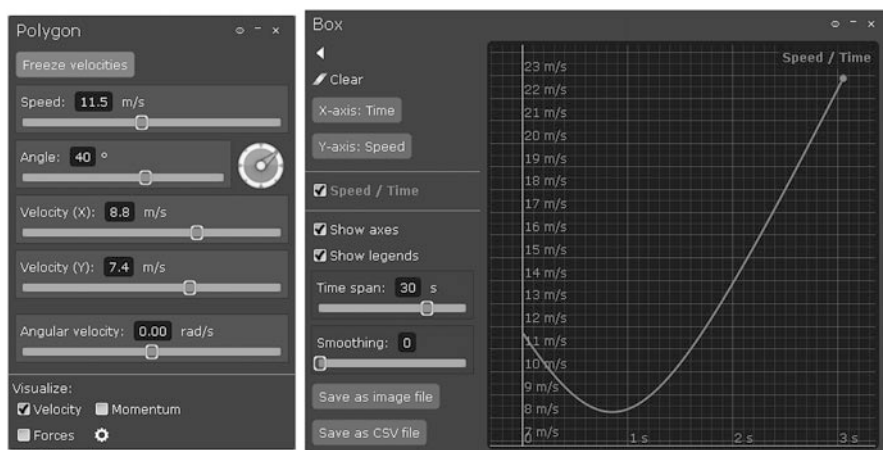 Polygon
Freeze velocities
Speed: 11.5 m/s
Angle: 40 °
Velocity (X): 8.8 m/s
Velocity (Y): 7.4 m/s
Angular velocity: 0.00 rad/s
Visualize:
Velocity Momentum
Forces
Box
Clear
X-axis: Time
Y-axis: Speed
Speed / Time
Show axes
Show legends
Time span: 30 s
Smoothing: 0
Save as image file
Save as CSV file
Speed / Time
23 m/s
22 m/s
21 m/s
20 m/s
19 m/s
18 m/s
17 m/s
16 m/s
15 m/s
14 m/s
13 m/s
12 m/s
11 m/s
10 m/s
9 m/s
8 m/s
7 m/s
0 1 s 2 s 3 s